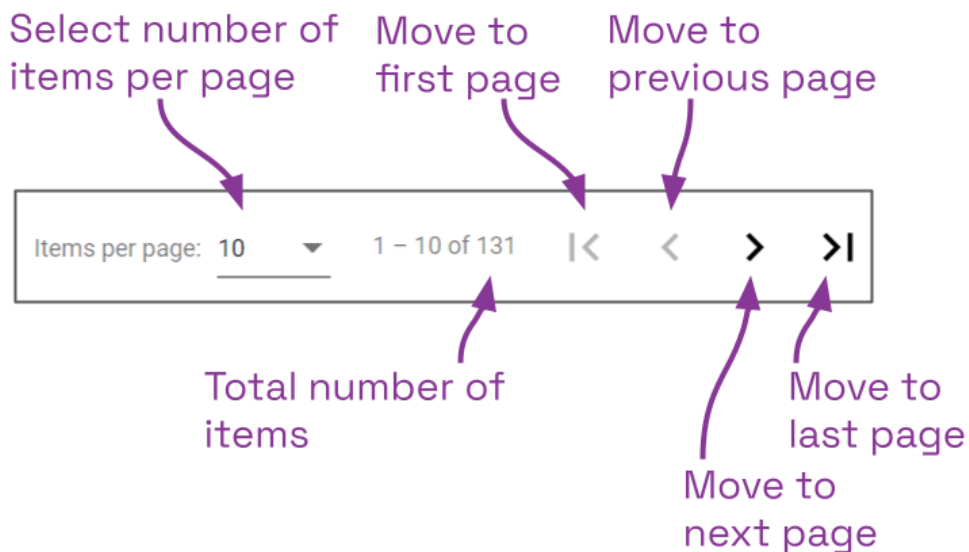 Select number of
items per page
Move to
first page
Move to
previous page
Items per page: 10
1 – 10 of 131
Total number of
items
Move to
last page
Move to
next page